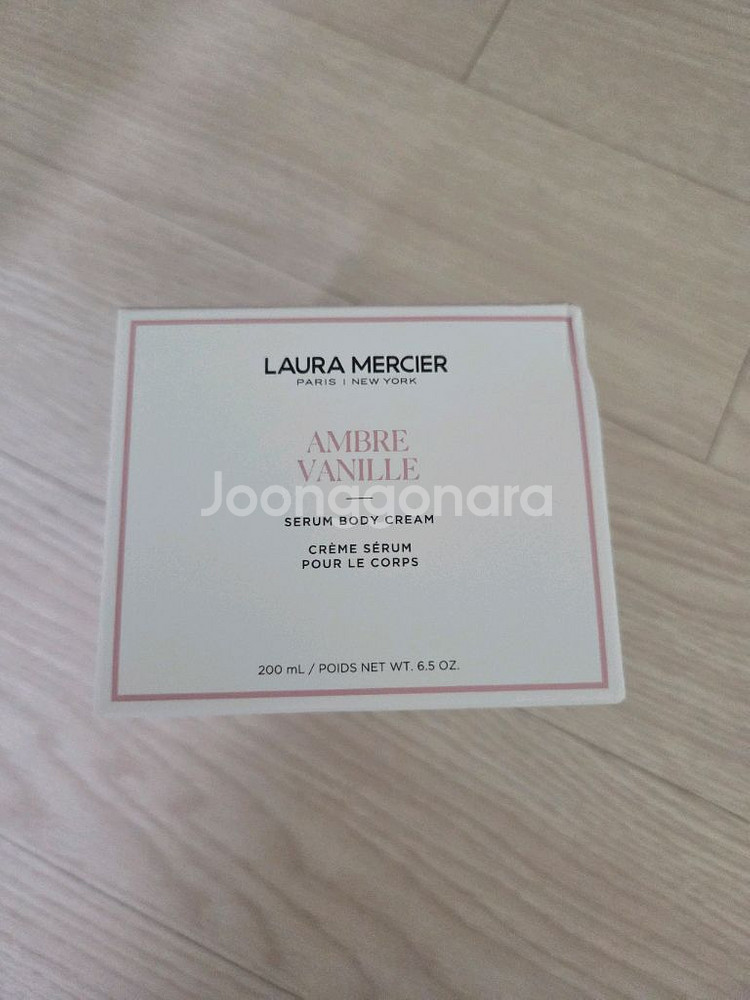 LAURA MERCIER
PARIS | NEW YORK
AMBRE
VANILLE
Joonggonara
SERUM BODY CREAM
CRÈME SÉRUM
POUR LE CORPS
200 mL / POIDS NET WT. 6.5 OZ.